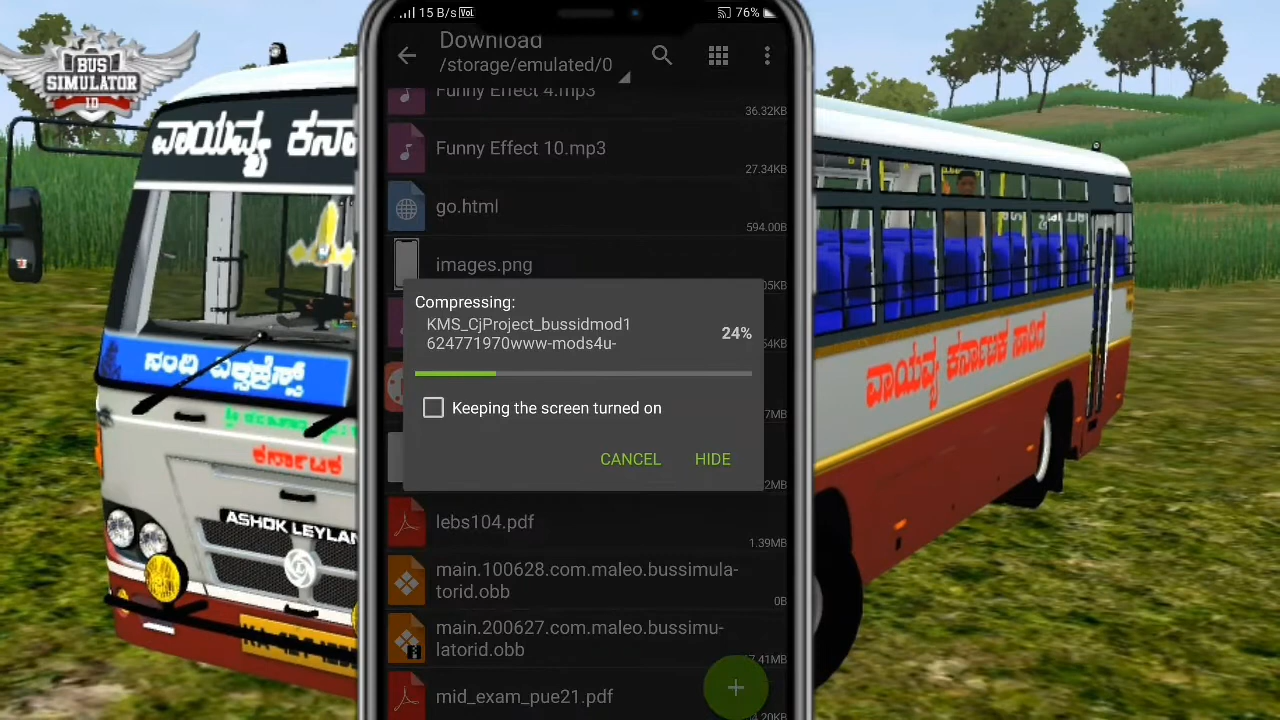 BUS
SIMULATOR
ID
15 B/s
76%
Download
/storage/emulated/0
Funny Effect 4.mp3
36.32KB
Funny Effect 10.mp3
27.34KB
go.html
594.00B
images.png
Compressing:
KMS_CjProject_bussidmod1
624771970www-mods4u-
24%
Keeping the screen turned on
CANCEL
HIDE
lebs104.pdf
1.39MB
main.100628.com.maleo.bussimula-
torid.obb
0B
main.200627.com.maleo.bussimu-
latorid.obb
mid_exam_pue21.pdf
ವಾಯವ್ಯ ಕರ್ನಾಟಕ ಸಾರಿಗೆ
ಕರ್ನಾಟಕ
ASHOK LEYLAN